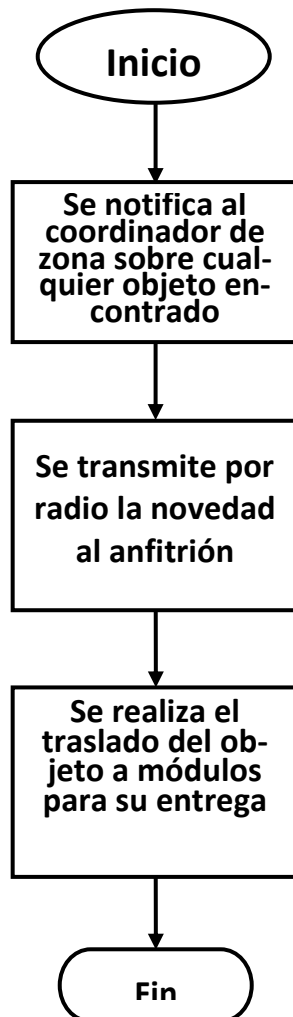 Inicio
Se notifica al
coordinador de
zona sobre cual-
quier objeto en-
contrado
Se transmite por
radio la novedad
al anfitrión
Se realiza el
traslado del ob-
jeto a módulos
para su entrega
Fin